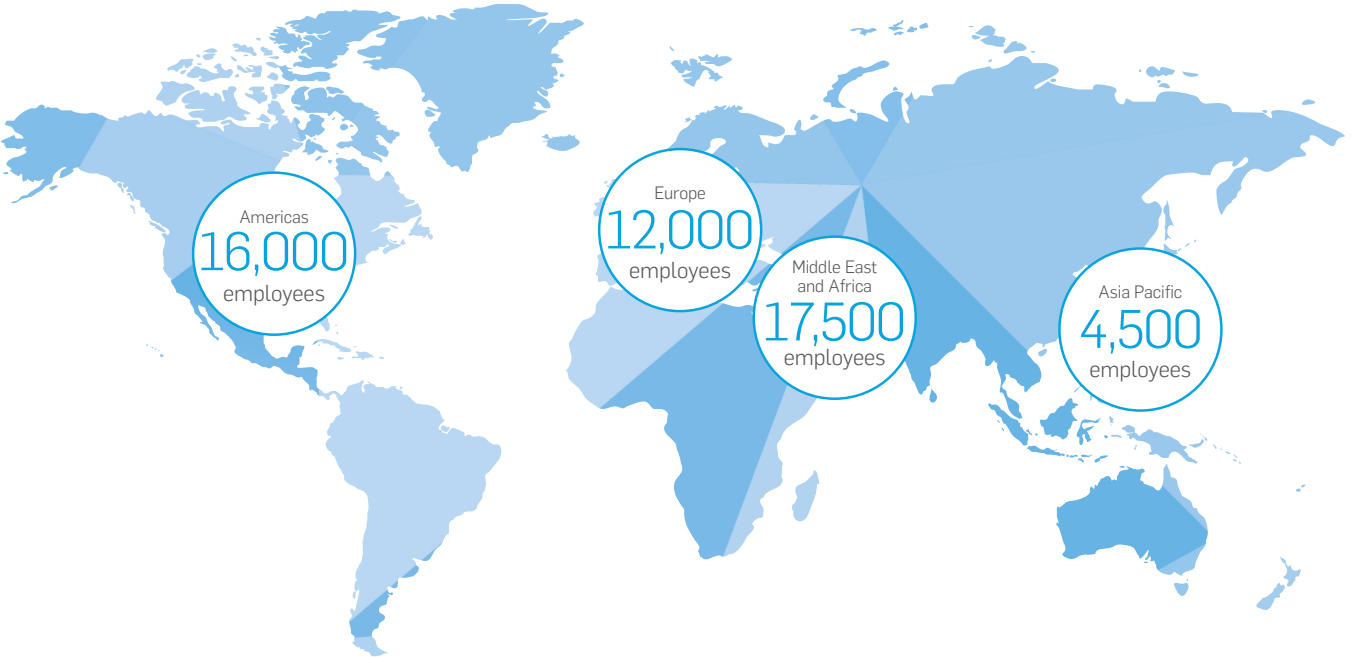 Americas
16,000
employees
Europe
12,000
employees
Middle East
and Africa
17,500
employees
Asia Pacific
4,500
employees